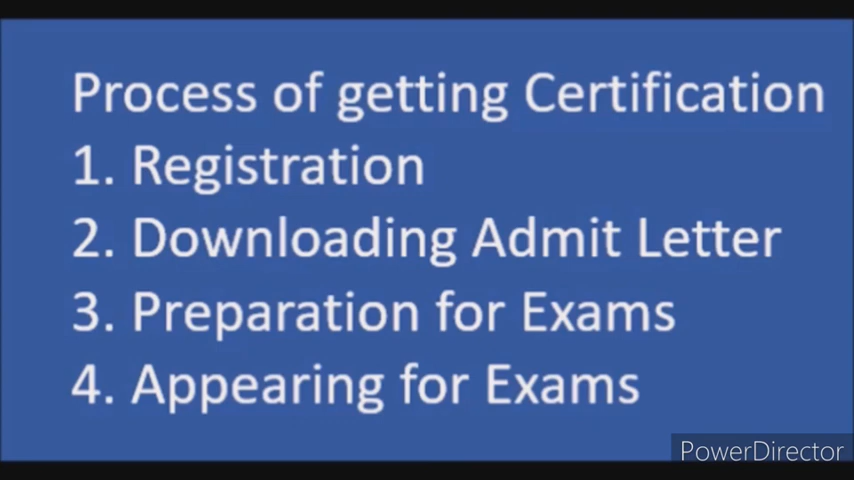 Process of getting Certification
1. Registration
2. Downloading Admit Letter
3. Preparation for Exams
4. Appearing for Exams
PowerDirector